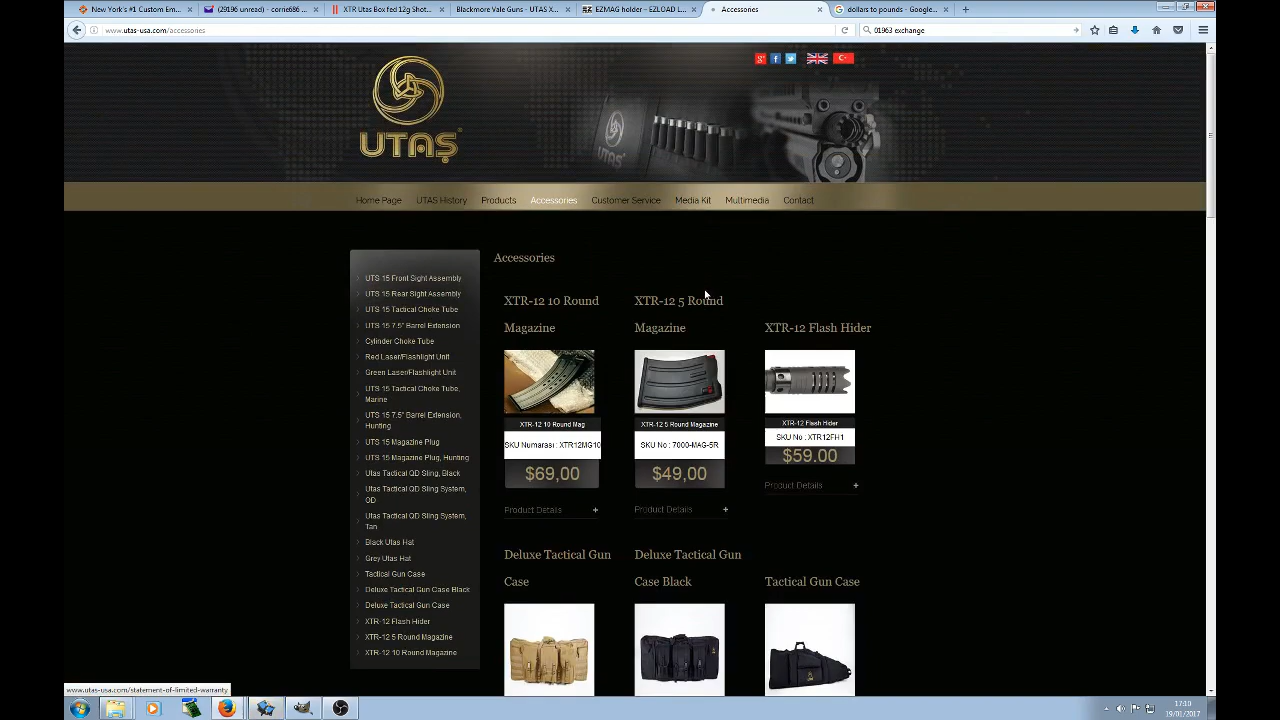 New York's #1 Custom Em...
(29196 unread) - corrie686 ...
XTR Utas Box fed 12g Shot...
Blackmore Vale Guns - UTAS X...
EZMAG holder – EZLOAD L...
Accessories
dollars to pounds - Google...
www.utas-usa.com/accessories
01963 exchange
UTAŞ
Home Page
UTAS History
Products
Accessories
Customer Service
Media Kit
Multimedia
Contact
UTS 15 Front Sight Assembly
UTS 15 Rear Sight Assembly
UTS 15 Tactical Choke Tube
UTS 15 7.5" Barrel Extension
Cylinder Choke Tube
Red Laser/Flashlight Unit
Green Laser/Flashlight Unit
UTS 15 Tactical Choke Tube,
Marine
UTS 15 7.5" Barrel Extension,
Hunting
UTS 15 Magazine Plug
UTS 15 Magazine Plug, Hunting
Utas Tactical QD Sling, Black
Utas Tactical QD Sling System,
OD
Utas Tactical QD Sling System,
Tan
Black Utas Hat
Grey Utas Hat
Tactical Gun Case
Deluxe Tactical Gun Case Black
Deluxe Tactical Gun Case
XTR-12 Flash Hider
XTR-12 5 Round Magazine
XTR-12 10 Round Magazine
Accessories
XTR-12 10 Round
Magazine
XTR-12 10 Round Mag
SKU Numarası : XTR12MG10
$69,00
Product Details +
XTR-12 5 Round
Magazine
XTR-12 5 Round Magazine
SKU No : 7000-MAG-5R
$49,00
Product Details +
XTR-12 Flash Hider
XTR-12 Flash Hider
SKU No : XTR12FH1
$59.00
Product Details +
Deluxe Tactical Gun
Case
Deluxe Tactical Gun
Case Black
Tactical Gun Case
www.utas-usa.com/statement-of-limited-warranty
17:10
19/01/2017